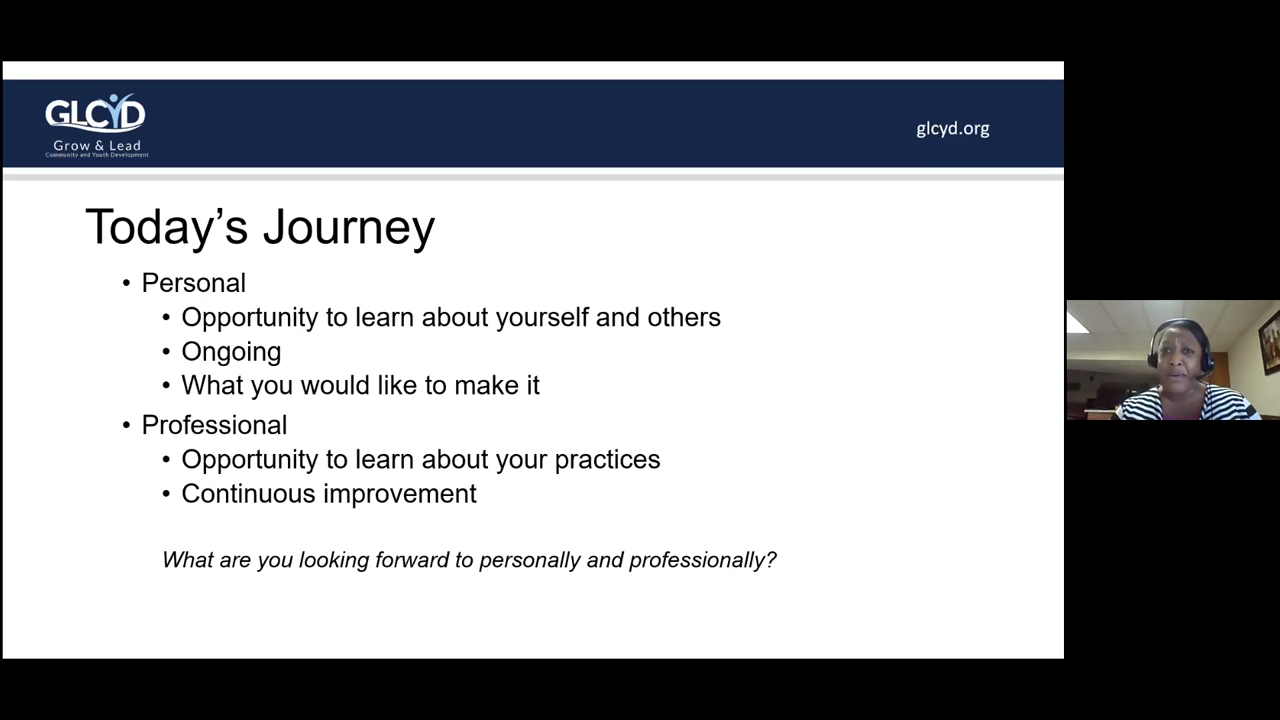 GLCYD
Grow & Lead
Community and Youth Development
glcyd.org
Today’s Journey
• Personal
• Opportunity to learn about yourself and others
• Ongoing
• What you would like to make it
• Professional
• Opportunity to learn about your practices
• Continuous improvement
What are you looking forward to personally and professionally?